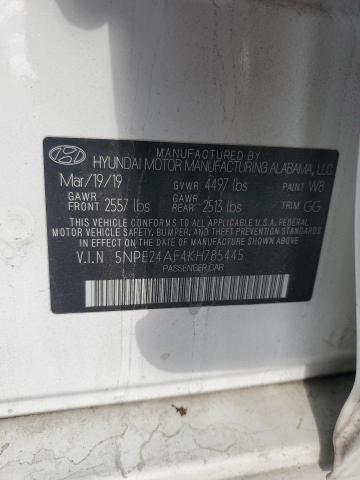 MANUFACTURED BY
HYUNDAI MOTOR MANUFACTURING ALABAMA, LLC
Mar/19/19 GVWR 4497 lbs PAINT W8
GAWR FRONT 2557 lbs GAWR REAR 2513 lbs TRIM GG
THIS VEHICLE CONFORMS TO ALL APPLICABLE U.S.A. FEDERAL
MOTOR VEHICLE SAFETY, BUMPER, AND THEFT PREVENTION
STANDARDS IN EFFECT ON THE DATE OF MANUFACTURE SHOWN ABOVE.
V.I.N 5NPE24AF4KH785445
PASSENGER CAR